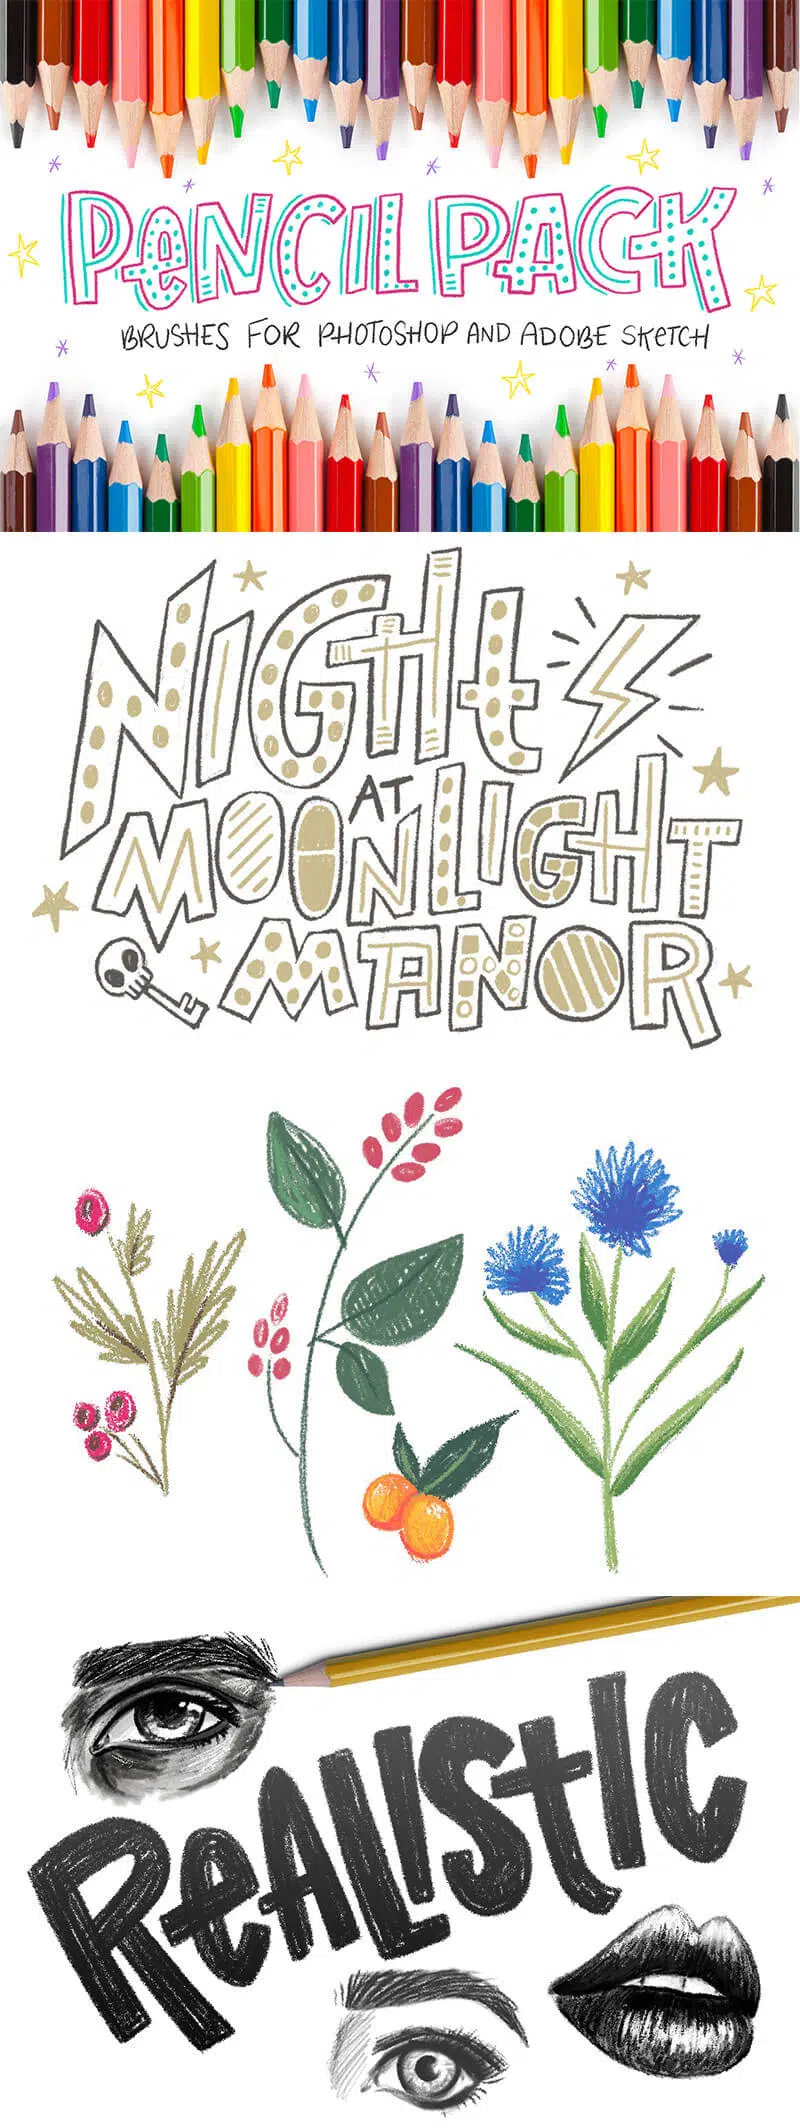 PENCIL PACK
BRUSHES FOR PHOTOSHOP AND ADOBE SKETCH
NIGHT
AT
MOONLIGHT
MANOR
REALISTIC